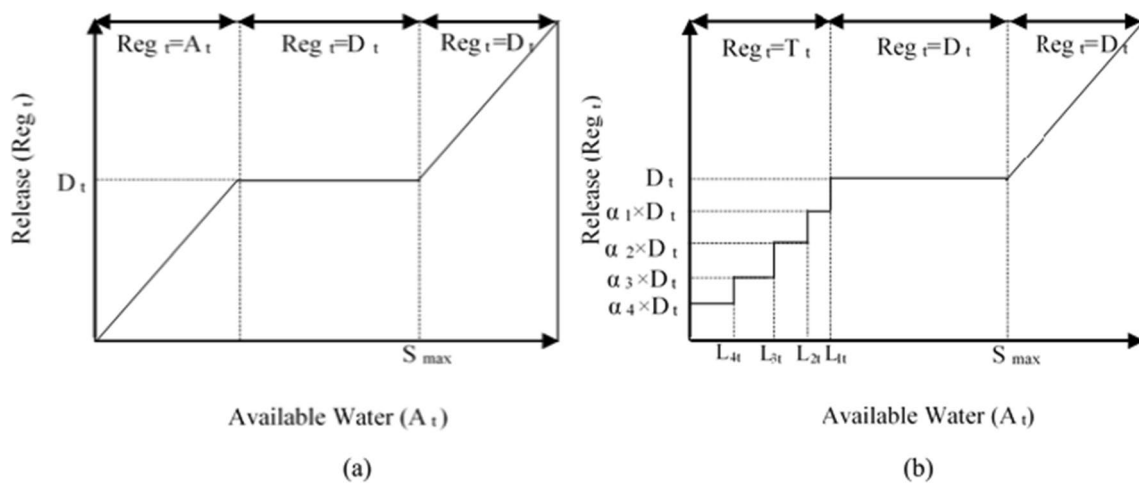 Reg t=A t
Reg t=D t
Reg t=D t
Release (Reg t)
D t
S max
Available Water (A t)
(a)
Reg t=T t
Reg t=D t
Reg t=D t
Release (Reg t)
D t
α 1×D t
α 2×D t
α 3×D t
α 4×D t
L4t L3t L2t L1t S max
Available Water (A t)
(b)